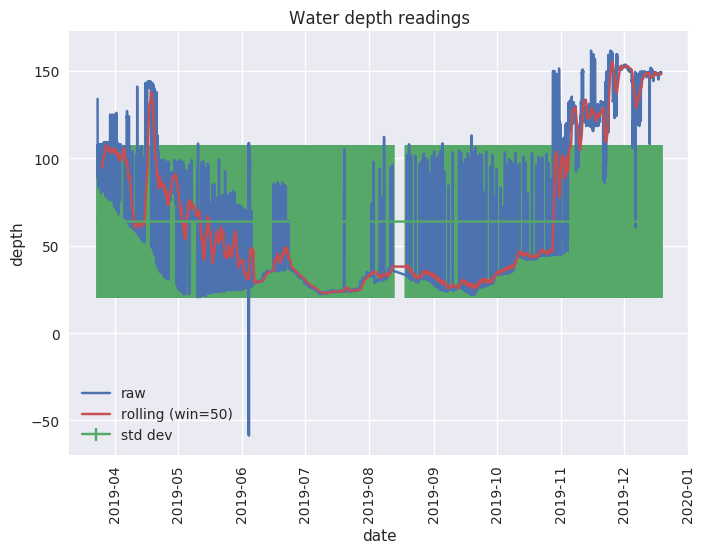 Water depth readings
depth
150
100
50
0
−50
raw
rolling (win=50)
std dev
2019-04
2019-05
2019-06
2019-07
2019-08
2019-09
2019-10
2019-11
2019-12
2020-01
date